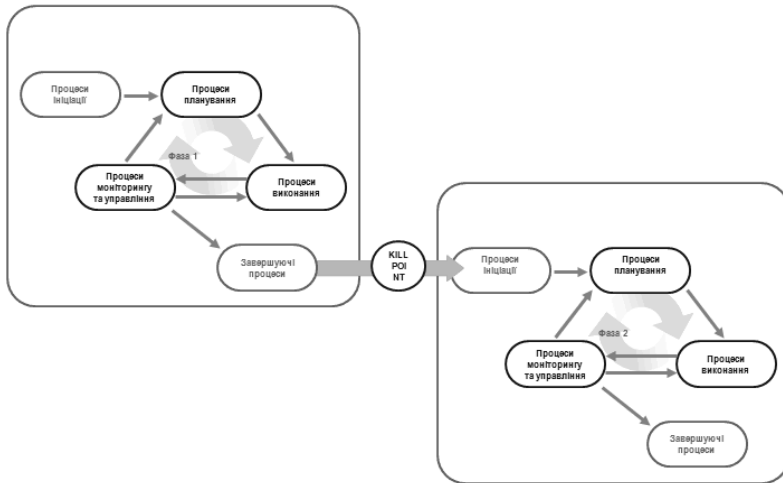 Процеси
ініціації
Процеси
планування
Фаза 1
Процеси
моніторингу
та управління
Процеси
виконання
Завершуючі
процеси
KILL
POI
NT
Процеси
ініціації
Процеси
планування
Фаза 2
Процеси
моніторингу
та управління
Процеси
виконання
Завершуючі
процеси